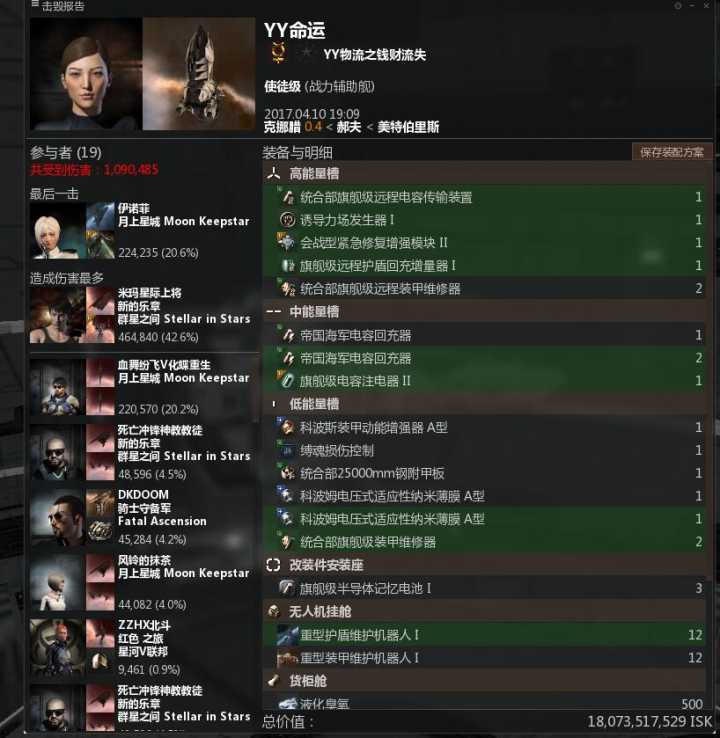 击毁报告
YY命运
YY物流之钱财流失
使徒级 (战力辅助舰)
2017.04.10 19:09
克挪腊 0.4 < 郝夫 < 美特伯里斯
参与者 (19)
共受到伤害：1,090,485
最后一击
伊诺菲
月上星城 Moon Keepstar
224,235 (20.6%)
造成伤害最多
米玛星际上将
新的乐章
群星之间 Stellar in Stars
464,840 (42.6%)
血舞纷飞V化蝶重生
月上星城 Moon Keepstar
220,570 (20.2%)
死亡冲锋神教教徒
新的乐章
群星之间 Stellar in Stars
48,596 (4.5%)
DKDOOM
骑士守备军
Fatal Ascension
45,284 (4.2%)
风铃的抹茶
月上星城 Moon Keepstar
44,082 (4.0%)
ZZHX北斗
红色 之旅
星河V联邦
9,461 (0.9%)
死亡冲锋神教教徒
新的乐章
群星之间 Stellar in Stars
装备与明细
保存装配方案
高能量槽
统合部旗舰级远程电容传输装置 1
诱导力场发生器 I 1
会战型紧急修复增强模块 II 1
旗舰级远程护盾回充增量器 I 1
统合部旗舰级远程装甲维修器 2
中能量槽
帝国海军电容回充器 1
帝国海军电容回充器 2
旗舰级电容注电器 II 1
低能量槽
科波斯装甲动能增强器 A型 1
缚魂损伤控制 1
统合部25000mm钢附甲板 1
科波姆电压式适应性纳米薄膜 A型 1
科波姆电压式适应性纳米薄膜 A型 1
统合部旗舰级装甲维修器 2
改装件安装座
旗舰级半导体记忆电池 I 3
无人机挂舱
重型护盾维护机器人 I 12
重型装甲维护机器人 I 12
货柜舱
液化臭氧 500
总价值： 18,073,517,529 ISK